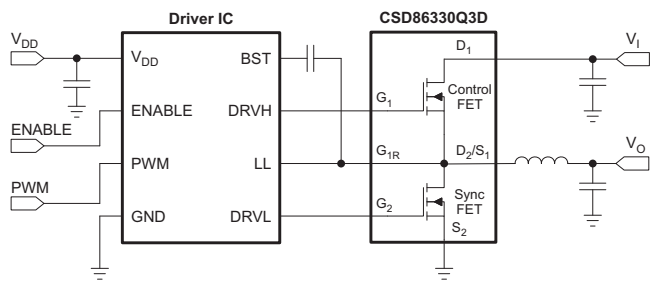 Driver IC
CSD86330Q3D
V_DD
V_DD
BST
D_1
V_I
ENABLE
DRVH
G_1
Control
FET
ENABLE
PWM
LL
G_1R
D_2/S_1
V_O
PWM
GND
DRVL
G_2
Sync
FET
S_2